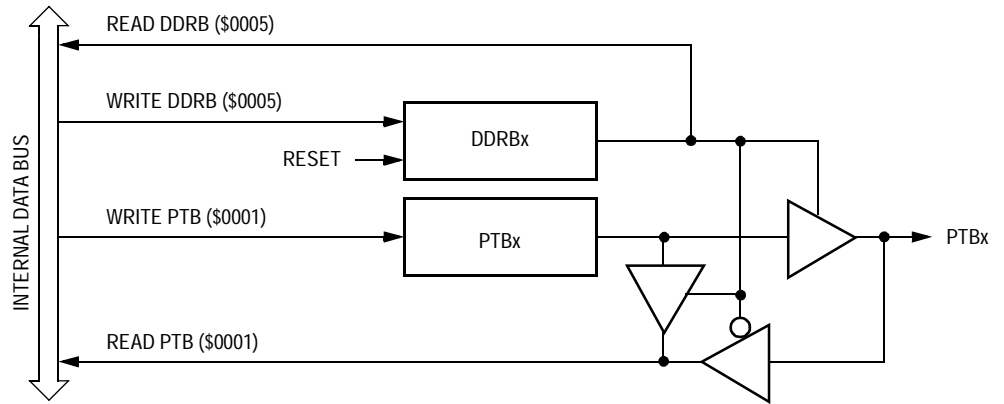 READ DDRB ($0005)
WRITE DDRB ($0005)
RESET
DDRBx
WRITE PTB ($0001)
PTBx
PTBx
READ PTB ($0001)
INTERNAL DATA BUS